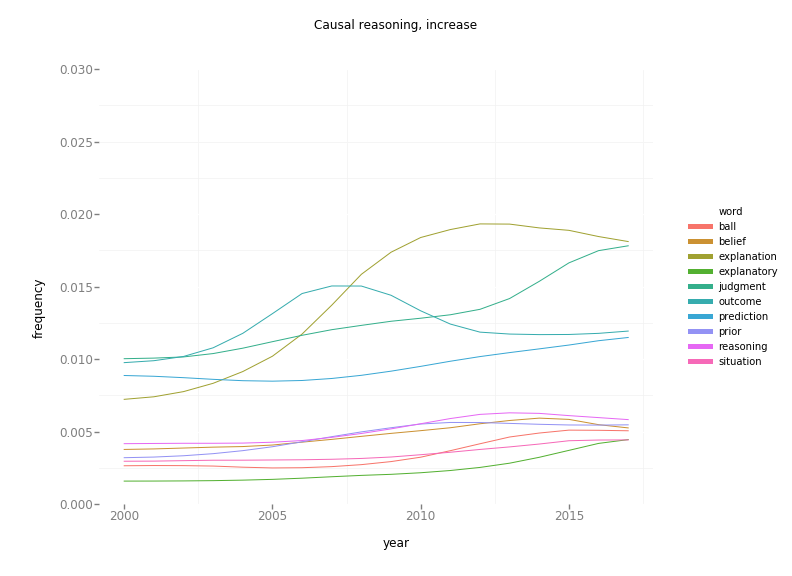 Causal reasoning, increase
0.030
0.025
0.020
0.015
0.010
0.005
0.000
frequency
2000 2005 2010 2015
year
word
ball
belief
explanation
explanatory
judgment
outcome
prediction
prior
reasoning
situation